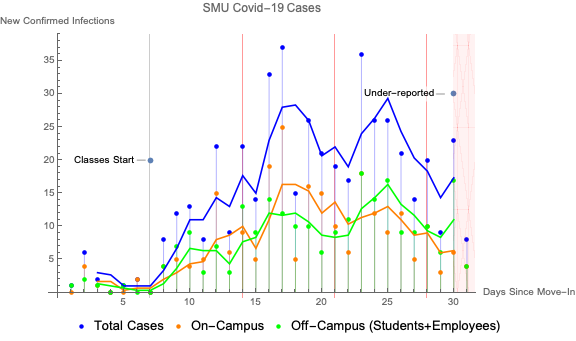 SMU Covid-19 Cases
New Confirmed Infections
35
30
25
20
15
10
5
Under-reported
Classes Start
5
10
15
20
25
30
Days Since Move-In
Total Cases
On-Campus
Off-Campus (Students+Employees)